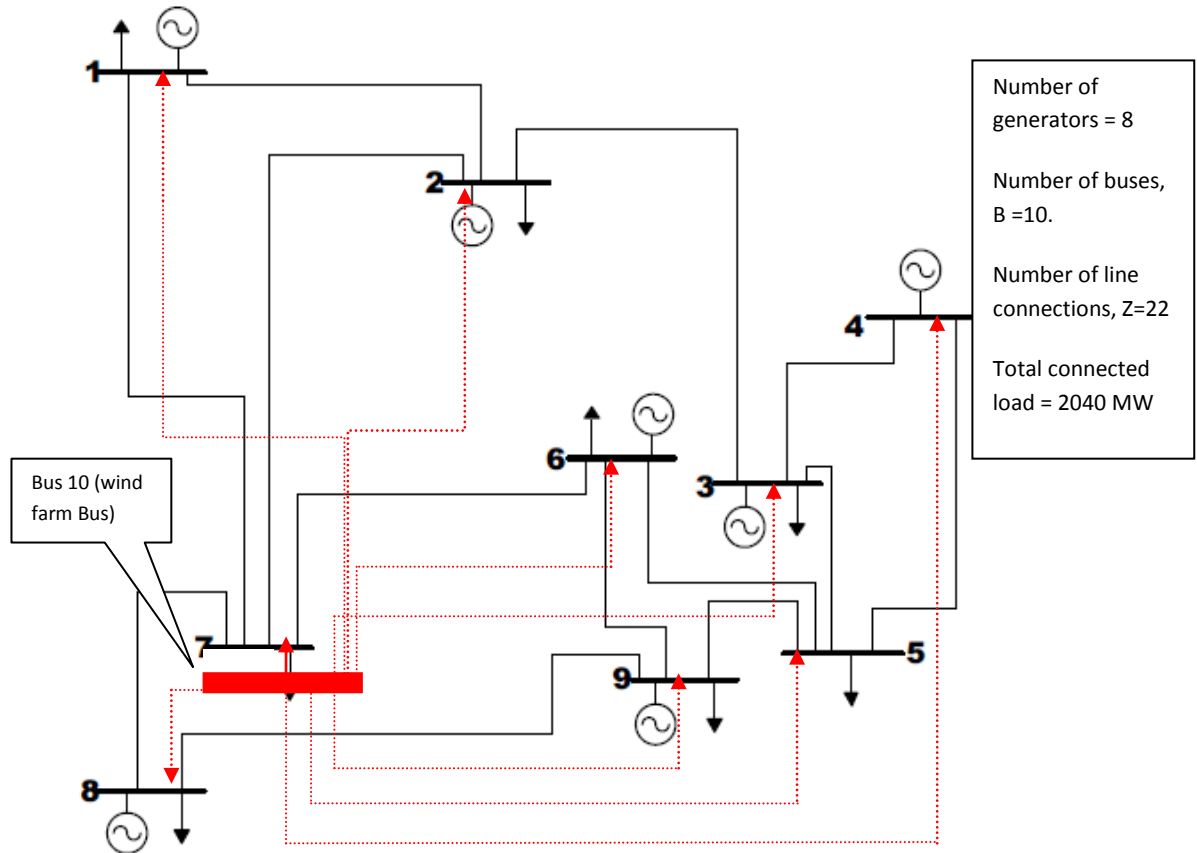 1
2
Number of
generators = 8
Number of buses,
B =10.
Number of line
connections, Z=22
Total connected
load = 2040 MW
4
6
3
Bus 10 (wind
farm Bus)
7
5
9
8